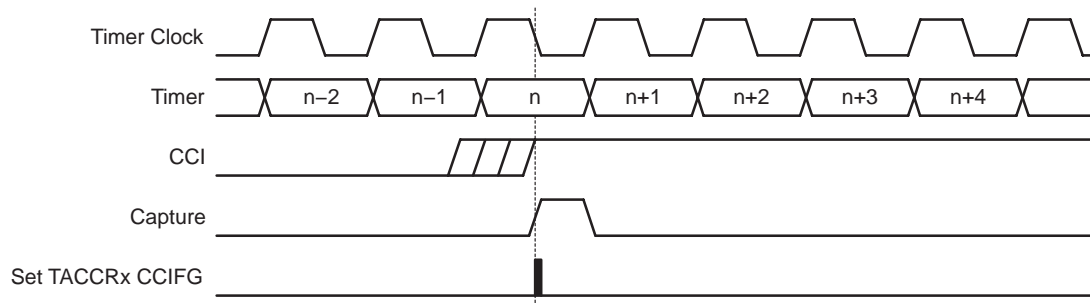 Timer Clock
Timer
n−2 n−1 n n+1 n+2 n+3 n+4
CCI
Capture
Set TACCRx CCIFG